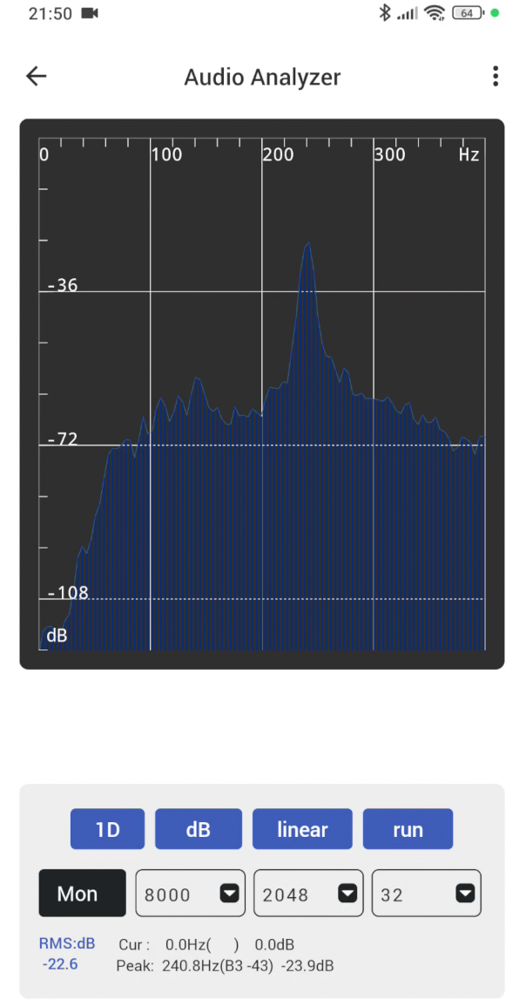 21:50 64
Audio Analyzer
0 100 200 300 Hz
-36
-72
-108
dB
1D dB linear run
Mon 8000 2048 32
RMS:dB Cur : 0.0Hz( ) 0.0dB
-22.6 Peak: 240.8Hz(B3 -43) -23.9dB